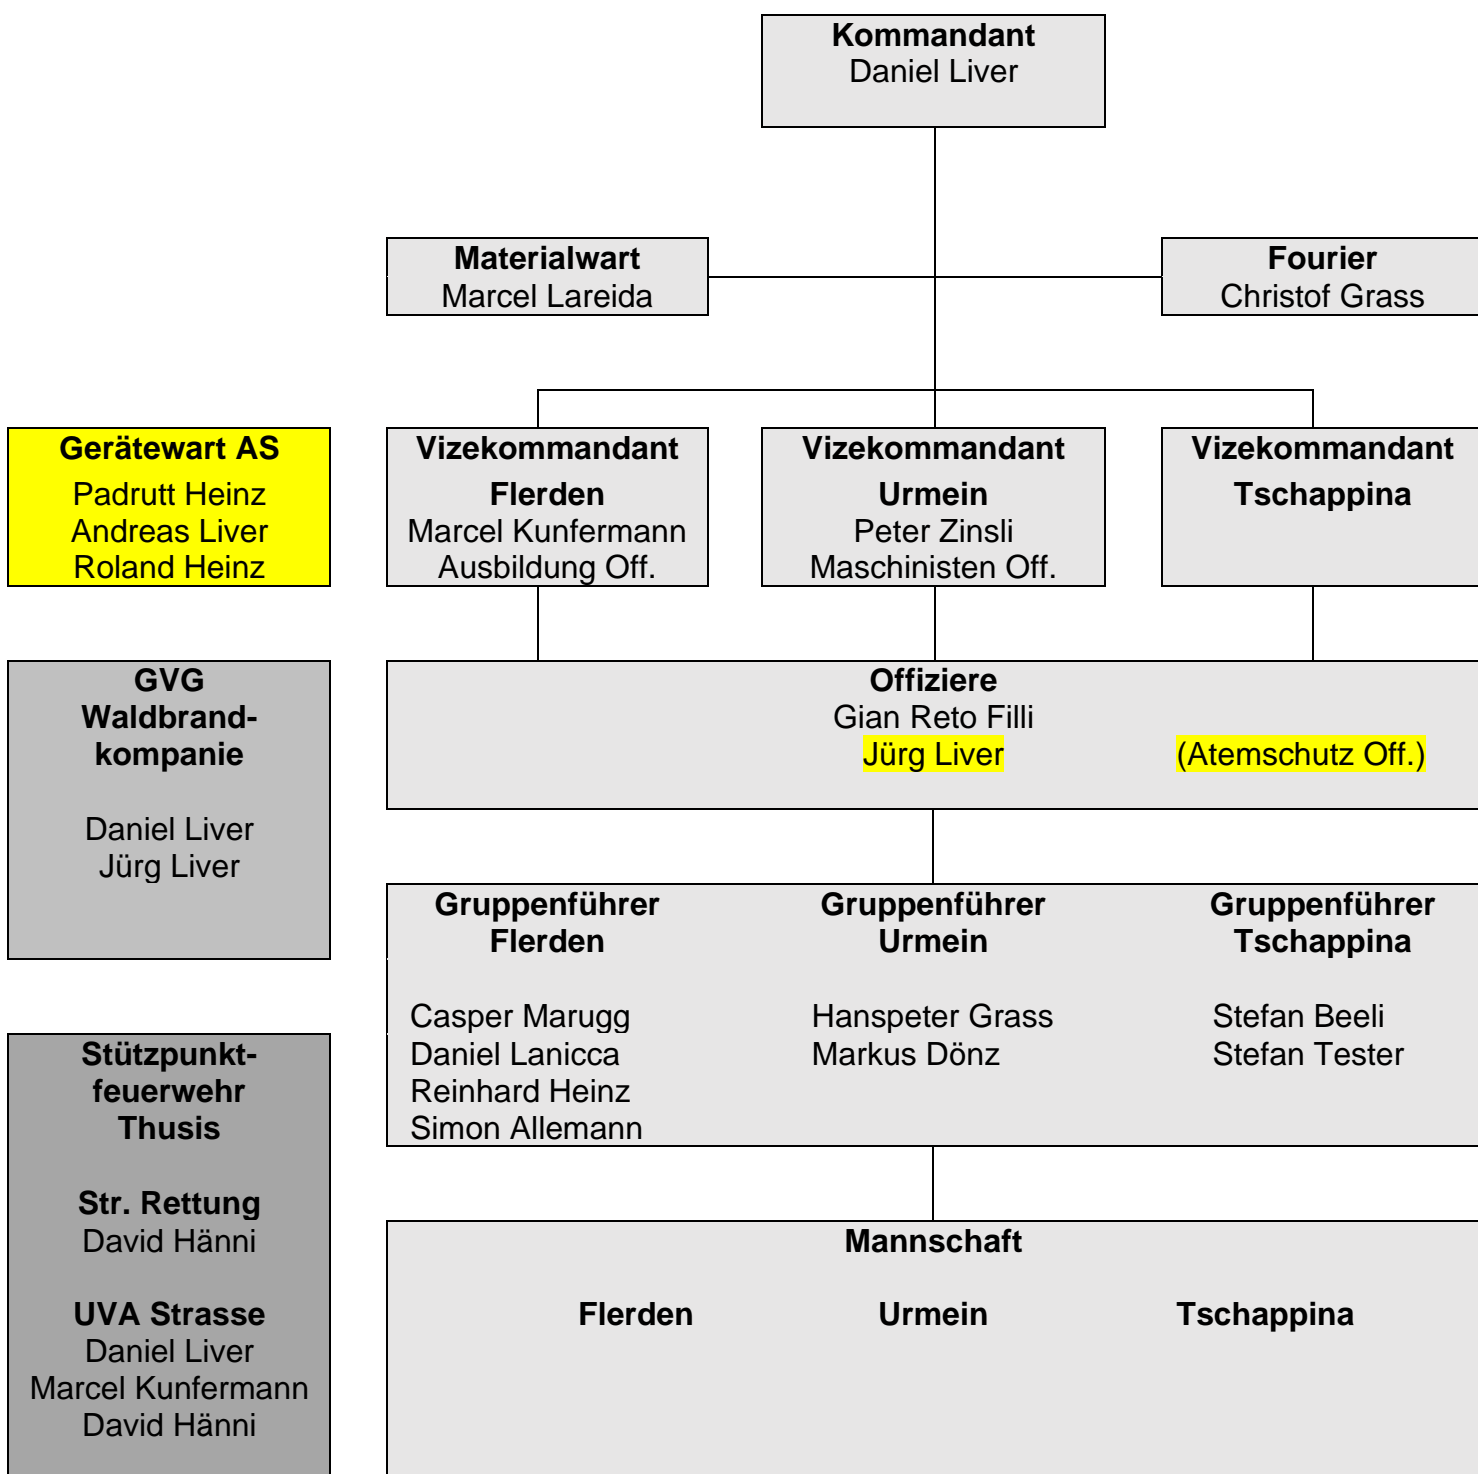 Kommandant
Daniel Liver
Materialwart
Marcel Lareida
Fourier
Christof Grass
Gerätewart AS
Padrutt Heinz
Andreas Liver
Roland Heinz
Vizekommandant
Flerden
Marcel Kunfermann
Ausbildung Off.
Vizekommandant
Urmein
Peter Zinsli
Maschinisten Off.
Vizekommandant
Tschappina
GVG
Waldbrand-
kompanie
Daniel Liver
Jürg Liver
Offiziere
Gian Reto Filli
Jürg Liver (Atemschutz Off.)
Gruppenführer
Flerden
Casper Marugg
Daniel Lanicca
Reinhard Heinz
Simon Allemann
Gruppenführer
Urmein
Hanspeter Grass
Markus Dönz
Gruppenführer
Tschappina
Stefan Beeli
Stefan Tester
Stützpunkt-
feuerwehr
Thusis
Str. Rettung
David Hänni
UVA Strasse
Daniel Liver
Marcel Kunfermann
David Hänni
Mannschaft
Flerden Urmein Tschappina